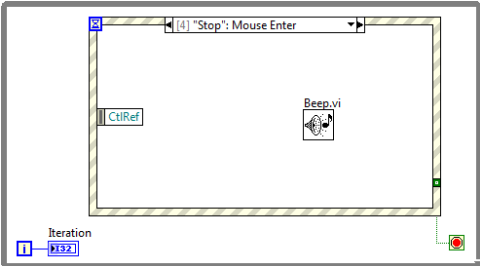 [4] "Stop": Mouse Enter
Beep.vi
CtlRef
Iteration
i
I32